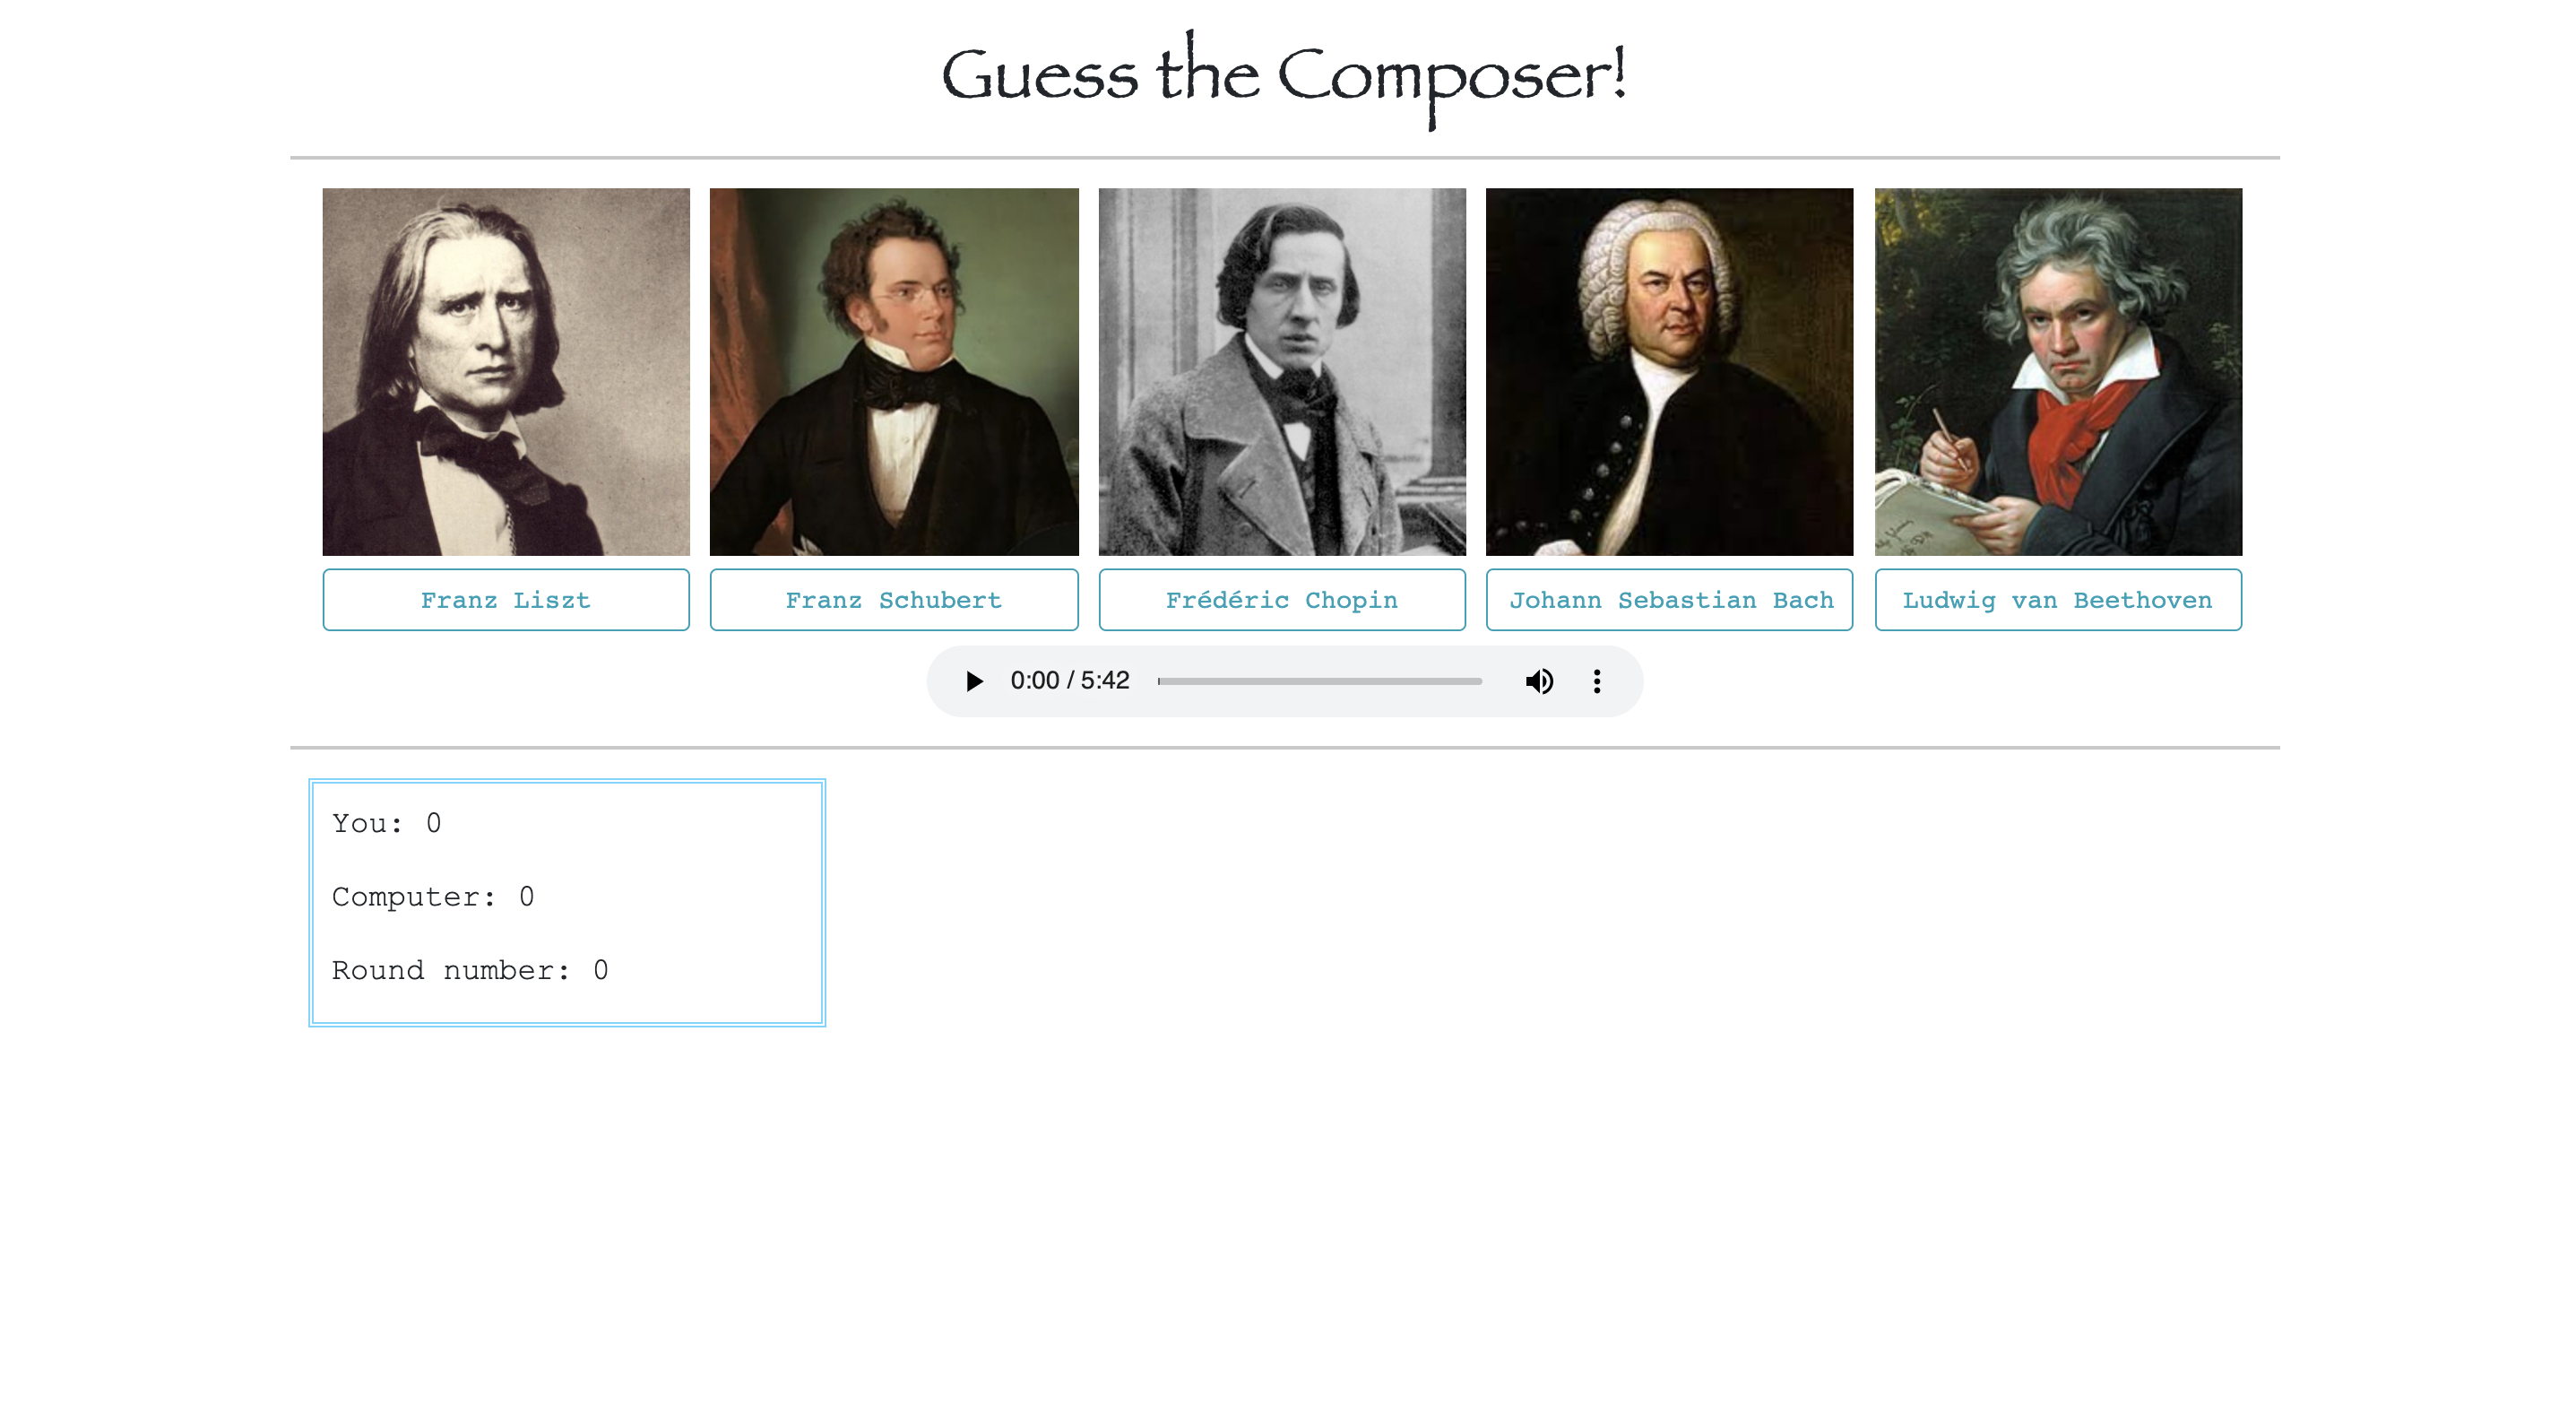 Guess the Composer!
Franz Liszt
Franz Schubert
Frédéric Chopin
Johann Sebastian Bach
Ludwig van Beethoven
0:00 / 5:42
You: 0
Computer: 0
Round number: 0